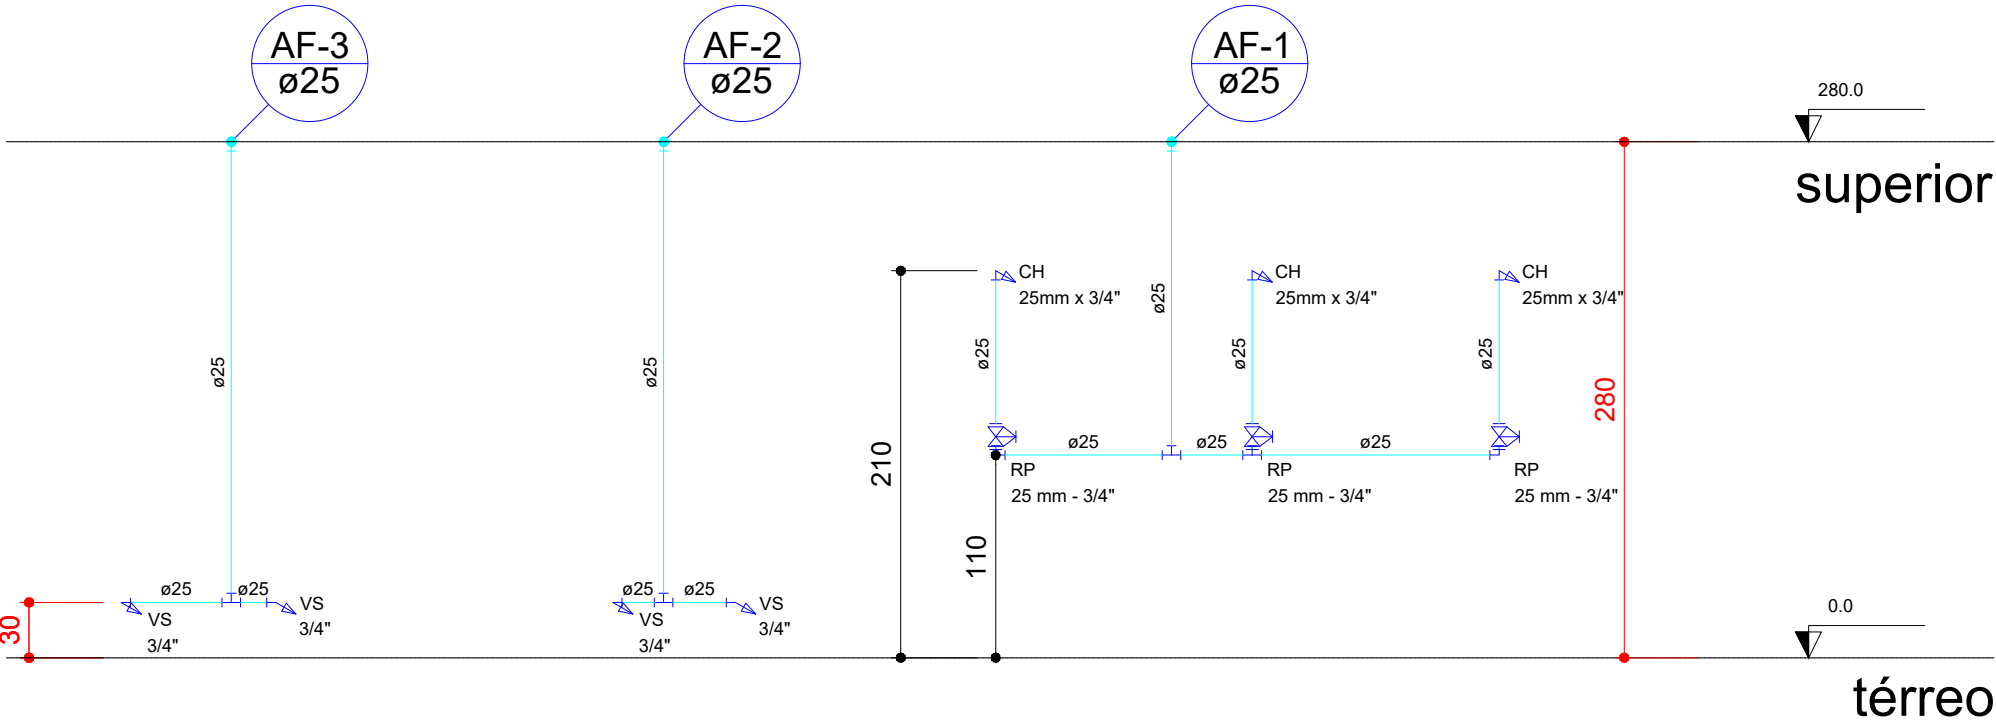 AF-3
ø25
AF-2
ø25
AF-1
ø25
280.0
superior
CH
25mm x 3/4"
CH
25mm x 3/4"
CH
25mm x 3/4"
ø25
ø25
ø25
ø25
ø25
ø25
280
210
ø25
ø25
ø25
RP
25 mm - 3/4"
RP
25 mm - 3/4"
RP
25 mm - 3/4"
110
ø25
ø25
ø25
ø25
VS
3/4"
VS
3/4"
VS
3/4"
VS
3/4"
30
0.0
térreo